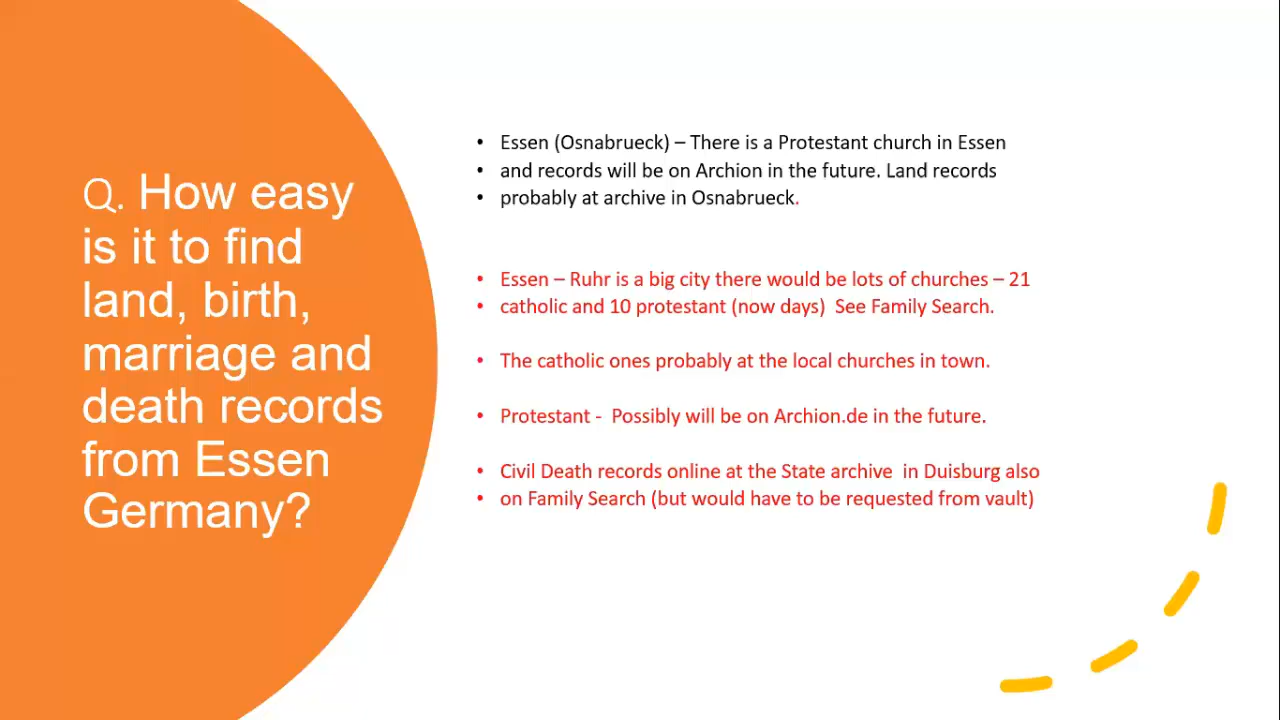 Q. How easy
is it to find
land, birth,
marriage and
death records
from Essen
Germany?
• Essen (Osnabrueck) – There is a Protestant church in Essen
• and records will be on Archion in the future. Land records
• probably at archive in Osnabrueck.
• Essen – Ruhr is a big city there would be lots of churches – 21
• catholic and 10 protestant (now days)  See Family Search.
• The catholic ones probably at the local churches in town.
• Protestant -  Possibly will be on Archion.de in the future.
• Civil Death records online at the State archive  in Duisburg also
• on Family Search (but would have to be requested from vault)